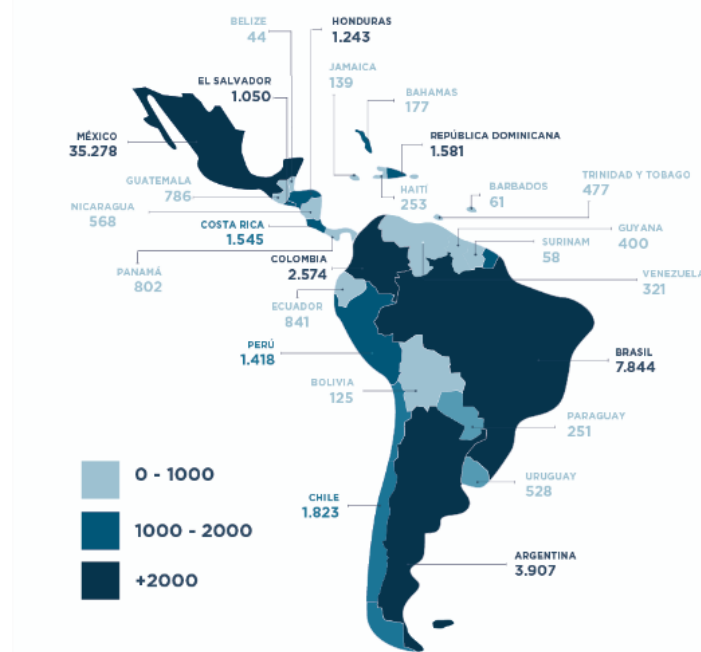 BELIZE
44
HONDURAS
1.243
JAMAICA
139
EL SALVADOR
1.050
BAHAMAS
177
MÉXICO
35.278
REPÚBLICA DOMINICANA
1.581
GUATEMALA
786
HAITÍ
253
BARBADOS
61
TRINIDAD Y TOBAGO
477
NICARAGUA
568
COSTA RICA
1.545
GUYANA
400
SURINAM
58
PANAMÁ
802
COLOMBIA
2.574
VENEZUELA
321
ECUADOR
841
PERÚ
1.418
BRASIL
7.844
BOLIVIA
125
PARAGUAY
251
URUGUAY
528
CHILE
1.823
ARGENTINA
3.907
0 - 1000
1000 - 2000
+2000